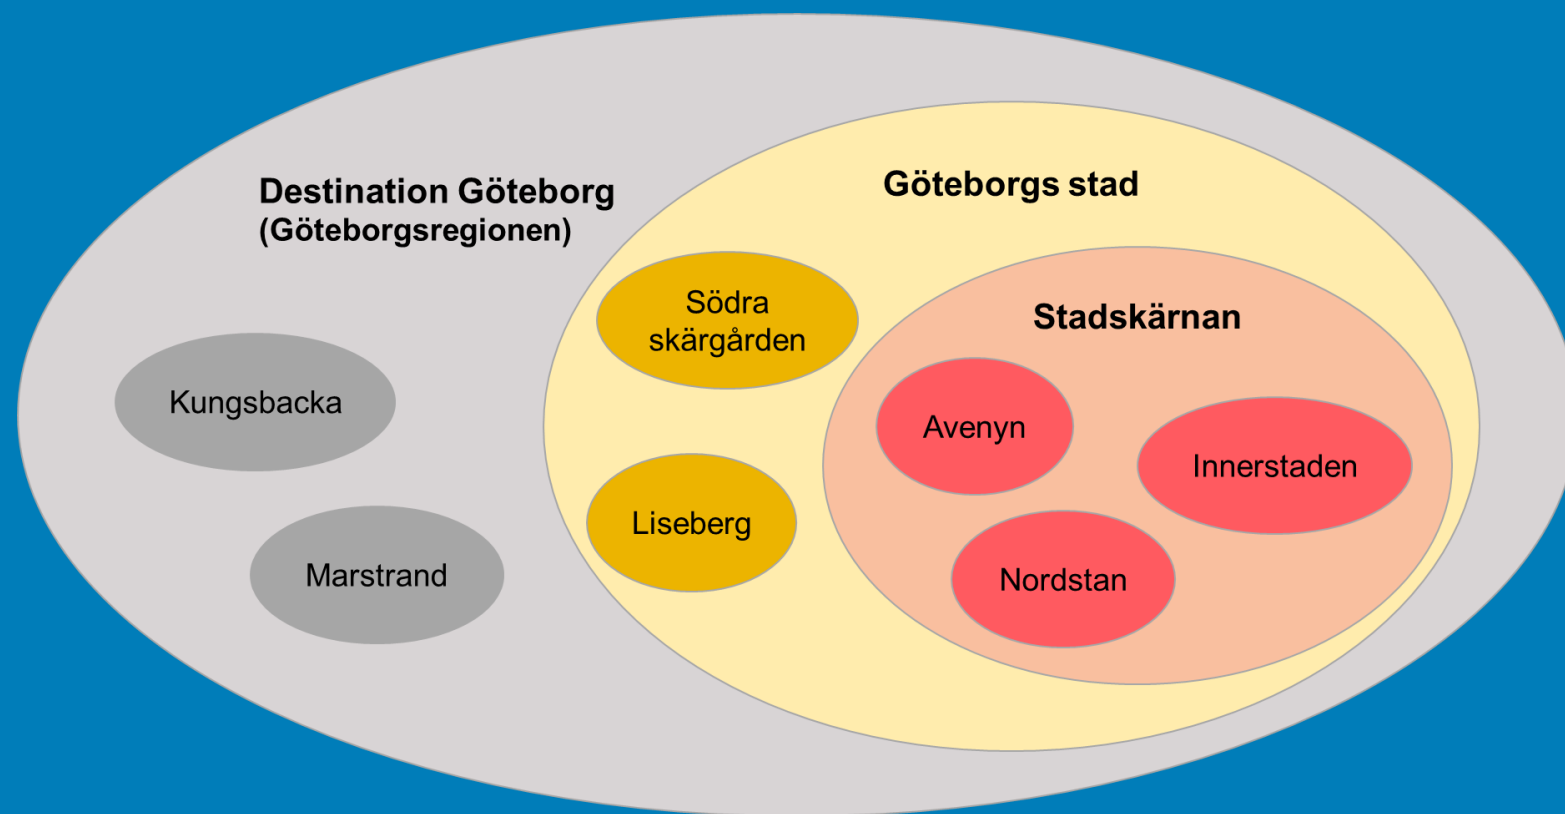 Destination Göteborg
(Göteborgsregionen)
Göteborgs stad
Södra
skärgården
Stadskärnan
Kungsbacka
Avenyn
Innerstaden
Liseberg
Marstrand
Nordstan